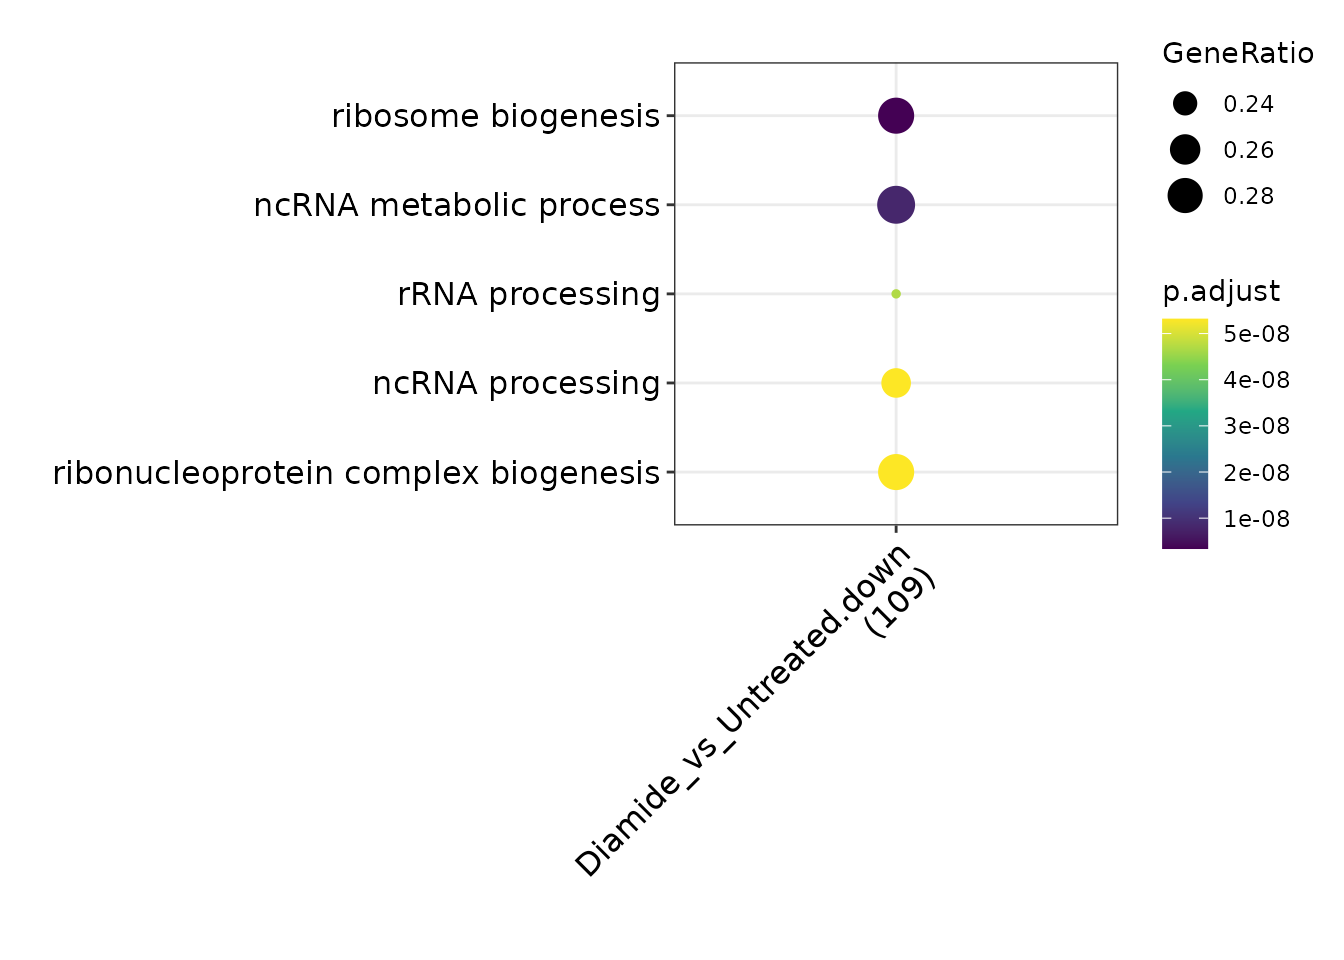 ribosome biogenesis
ncRNA metabolic process
rRNA processing
ncRNA processing
ribonucleoprotein complex biogenesis
Diamide_vs_Untreated.down
(109)
GeneRatio
0.24
0.26
0.28
p.adjust
5e-08
4e-08
3e-08
2e-08
1e-08